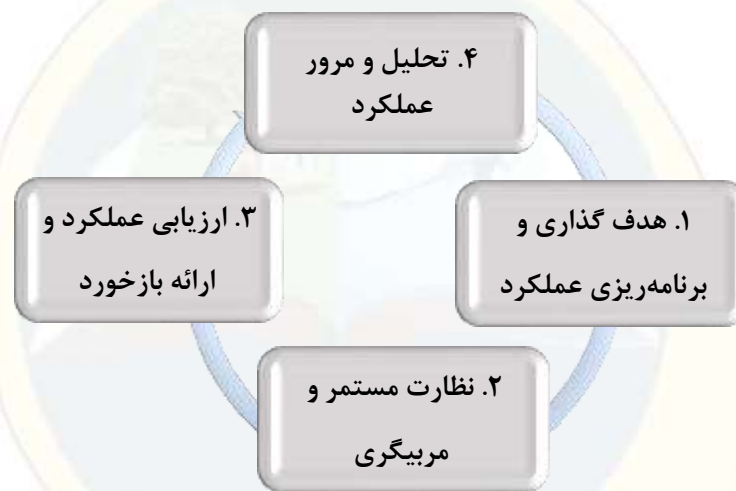 ۴. تحلیل و مرور
عملکرد
۱. هدف گذاری و
برنامه‌ریزی عملکرد
۳. ارزیابی عملکرد و
ارائه بازخورد
۲. نظارت مستمر و
مربیگری